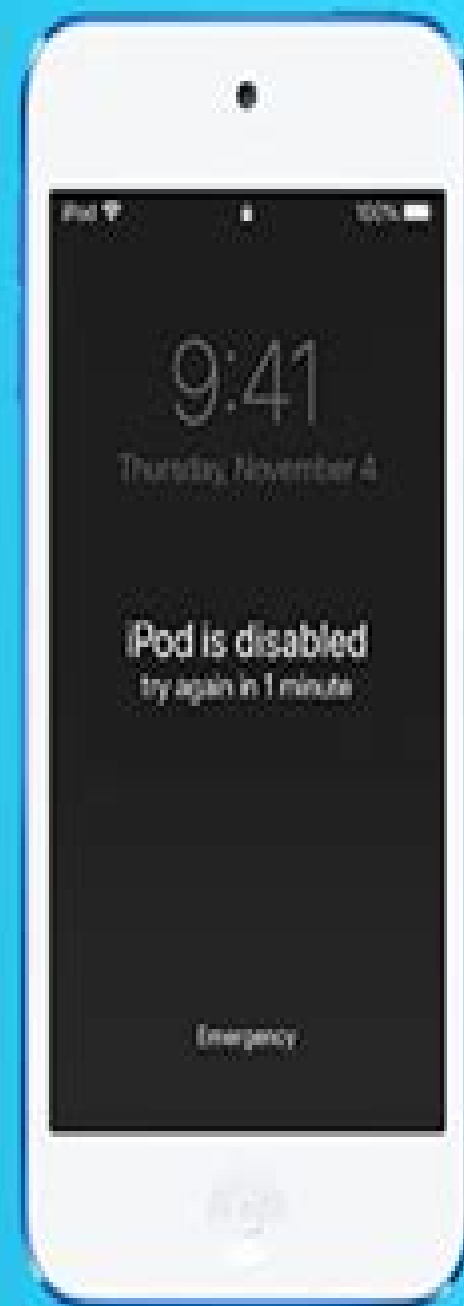 iPod 100%
9:41
Thursday, November 4
iPod is disabled
try again in 1 minute
Emergency